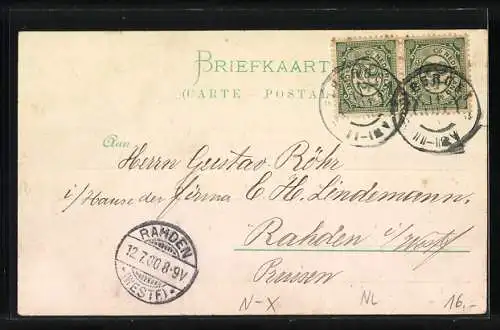 BRIEFKAART
(CARTE POSTAL
Aan
Herrn Gustav Röhr
i/Hause der Firma E. H. Lindemann,
Rahden i/Westf
Preussen
RAHDEN
12.7.00.8-9V
(WESTF)
N-X NL 16,-